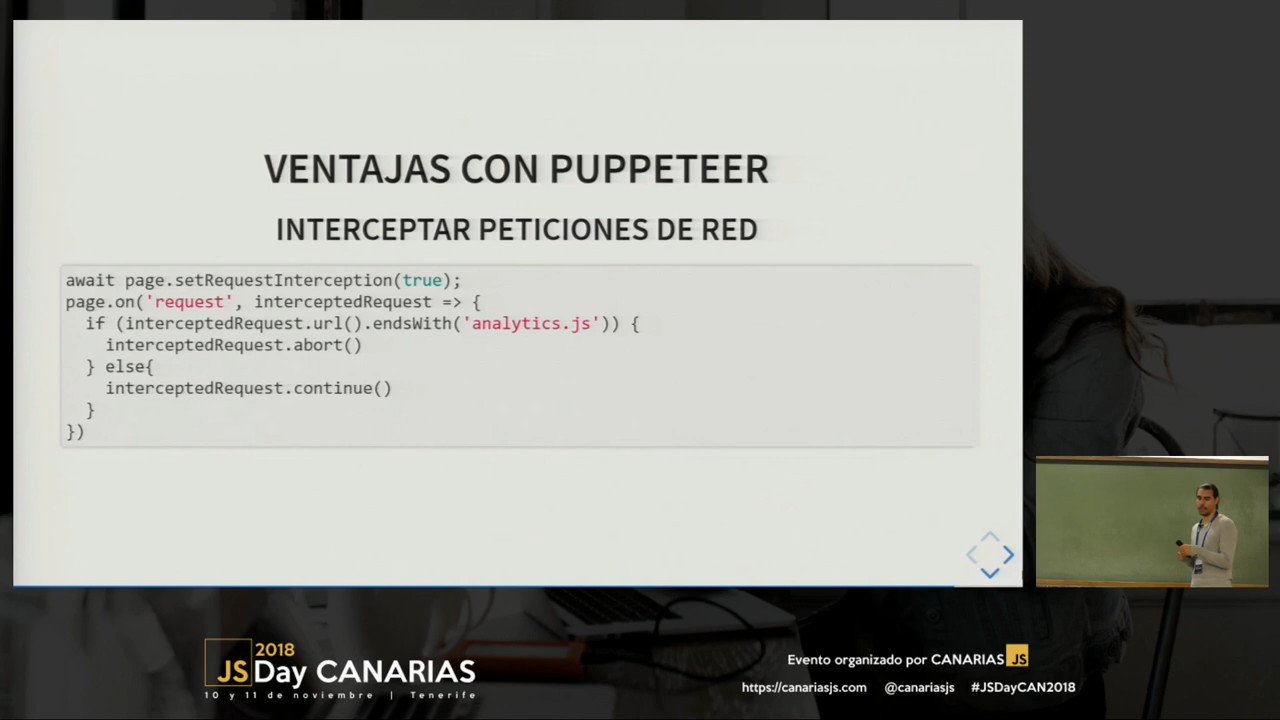 VENTAJAS CON PUPPETEER
INTERCEPTAR PETICIONES DE RED
await page.setRequestInterception(true);
page.on('request', interceptedRequest => {
  if (interceptedRequest.url().endsWith('analytics.js')) {
    interceptedRequest.abort()
  } else{
    interceptedRequest.continue()
  }
})
2018
JSDay CANARIAS
10 y 11 de noviembre | Tenerife
Evento organizado por CANARIAS JS
https://canariasjs.com @canariasjs #JSDayCAN2018